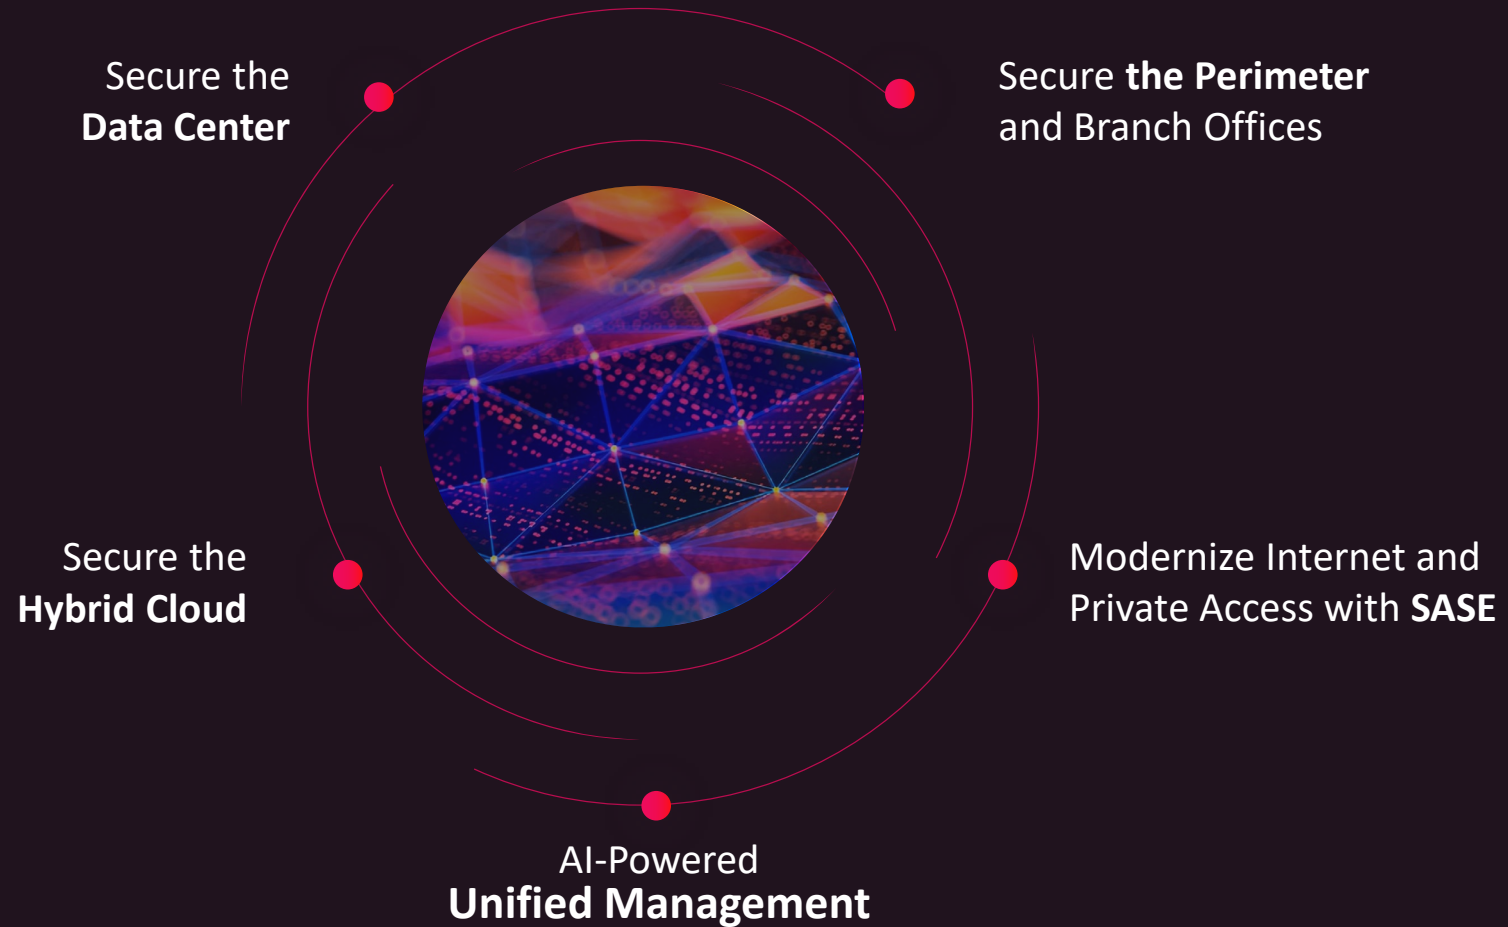 Secure the
Data Center
Secure the Perimeter
and Branch Offices
Secure the
Hybrid Cloud
Modernize Internet and
Private Access with SASE
AI-Powered
Unified Management